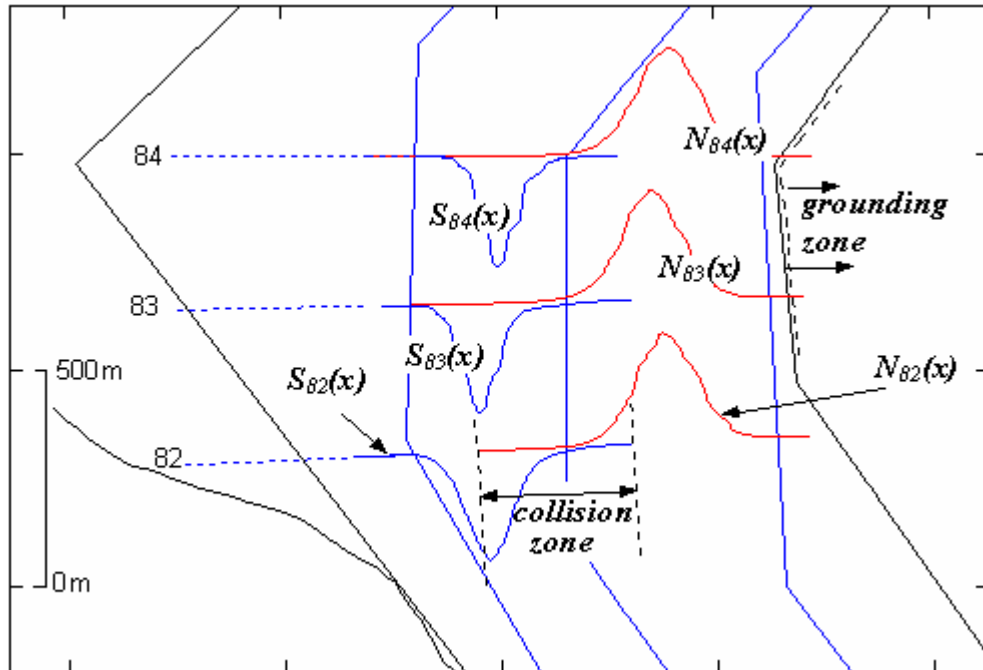 84
N84(x)
S84(x)
grounding
zone
N83(x)
83
S83(x)
500m
S82(x)
N82(x)
82
collision
zone
0m